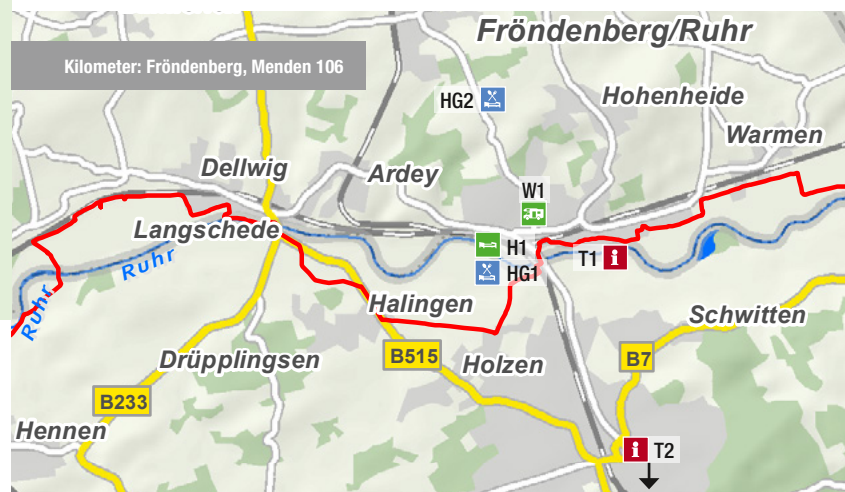 Fröndenberg/Ruhr
Kilometer: Fröndenberg, Menden 106
HG2
Hohenheide
Warmen
Dellwig
Ardey
W1
Langschede
H1
T1
HG1
Ruhr
Ruhr
Halingen
Schwitten
Drüpplingsen
B515
Holzen
B7
B233
Hennen
T2